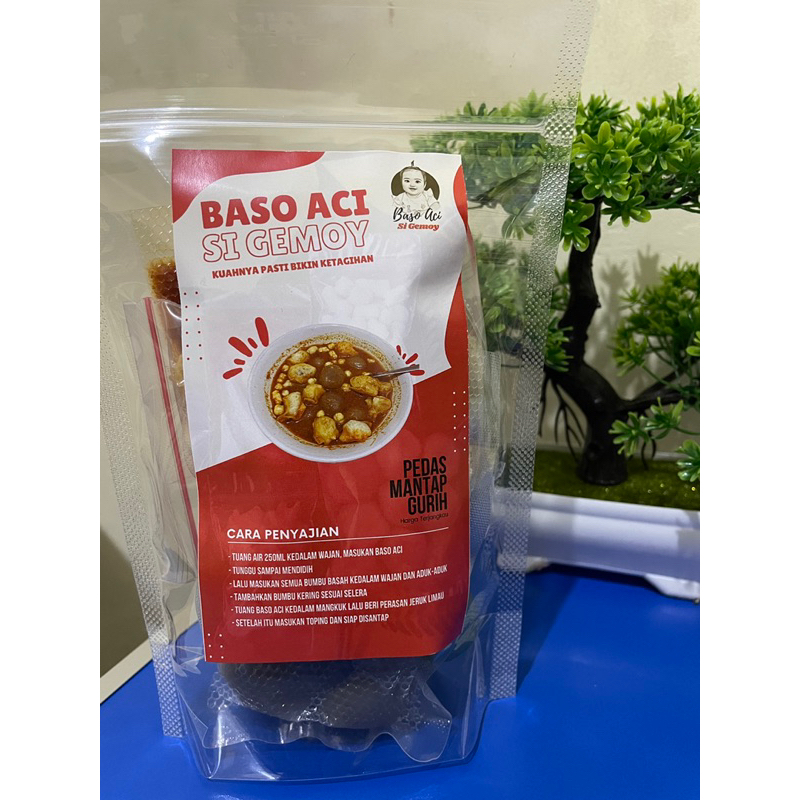 BASO ACI
SI GEMOY
KUAHNYA PASTI BIKIN KETAGIHAN
Baso Aci
Si Gemoy
PEDAS
MANTAP
GURIH
Harga Terjangkau
CARA PENYAJIAN
- TUANG AIR 250ML KEDALAM WAJAN, MASUKAN BASO ACI
- TUNGGU SAMPAI MENDIDIH
- LALU MASUKAN SEMUA BUMBU BASAH KEDALAM WAJAN DAN ADUK-ADUK
- TAMBAHKAN BUMBU KERING SESUAI SELERA
- TUANG BASO ACI KEDALAM MANGKUK LALU BERI PERASAN JERUK LIMAU
- SETELAH ITU MASUKAN TOPING DAN SIAP DISANTAP